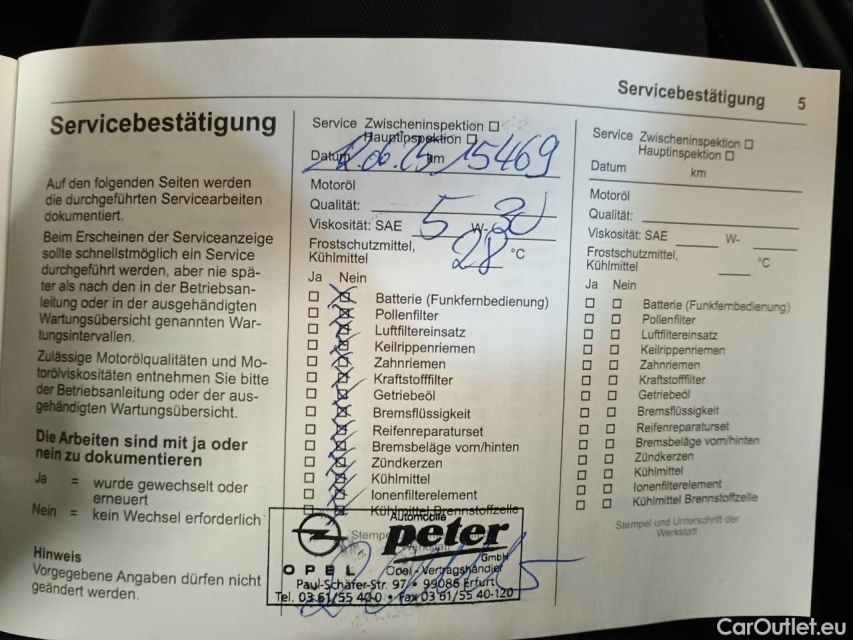 Servicebestätigung 5
Servicebestätigung
Auf den folgenden Seiten werden
die durchgeführten Servicearbeiten
dokumentiert.
Beim Erscheinen der Serviceanzeige
sollte schnellstmöglich ein Service
durchgeführt werden, aber nie spä-
ter als nach den in der Betriebsan-
leitung oder in der ausgehändigten
Wartungsübersicht genannten War-
tungsintervallen.
Zulässige Motorölqualitäten und Mo-
torölviskositäten entnehmen Sie bitte
der Betriebsanleitung oder der aus-
gehändigten Wartungsübersicht.
Die Arbeiten sind mit ja oder
nein zu dokumentieren
Ja = wurde gewechselt oder
erneuert
Nein = kein Wechsel erforderlich
Hinweis
Vorgegebene Angaben dürfen nicht
geändert werden.
Service Zwischeninspektion
Hauptinspektion
Datum 06.25 km 15469
Motoröl
Qualität:
Viskosität: SAE 5 W- 30
Frostschutzmittel,
Kühlmittel 28 °C
Ja Nein
Batterie (Funkfernbedienung)
Pollenfilter
Luftfiltereinsatz
Keilrippenriemen
Zahnriemen
Kraftstofffilter
Getriebeöl
Bremsflüssigkeit
Reifenreparaturset
Bremsbeläge vorn/hinten
Zündkerzen
Kühlmittel
Ionenfilterelement
Kühlmittel Brennstoffzelle
Automobile
peter
GmbH
OPEL Opel-Vertragshändler
Paul-Schäfer-Str. 97 • 99086 Erfurt
Tel. 03 61/55 40-0 • Fax 03 61/55 40-120
Service Zwischeninspektion
Hauptinspektion
Datum km
Motoröl
Qualität:
Viskosität: SAE W-
Frostschutzmittel,
Kühlmittel °C
Ja Nein
Batterie (Funkfernbedienung)
Pollenfilter
Luftfiltereinsatz
Keilrippenriemen
Zahnriemen
Kraftstofffilter
Getriebeöl
Bremsflüssigkeit
Reifenreparaturset
Bremsbeläge vorn/hinten
Zündkerzen
Kühlmittel
Ionenfilterelement
Kühlmittel Brennstoffzelle
Stempel und Unterschrift der
Werkstatt
CarOutlet.eu